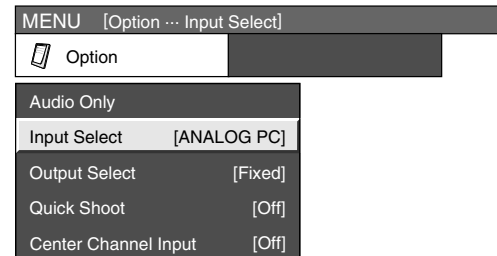 MENU [Option ··· Input Select]
Option
Audio Only
Input Select [ANALOG PC]
Output Select [Fixed]
Quick Shoot [Off]
Center Channel Input [Off]